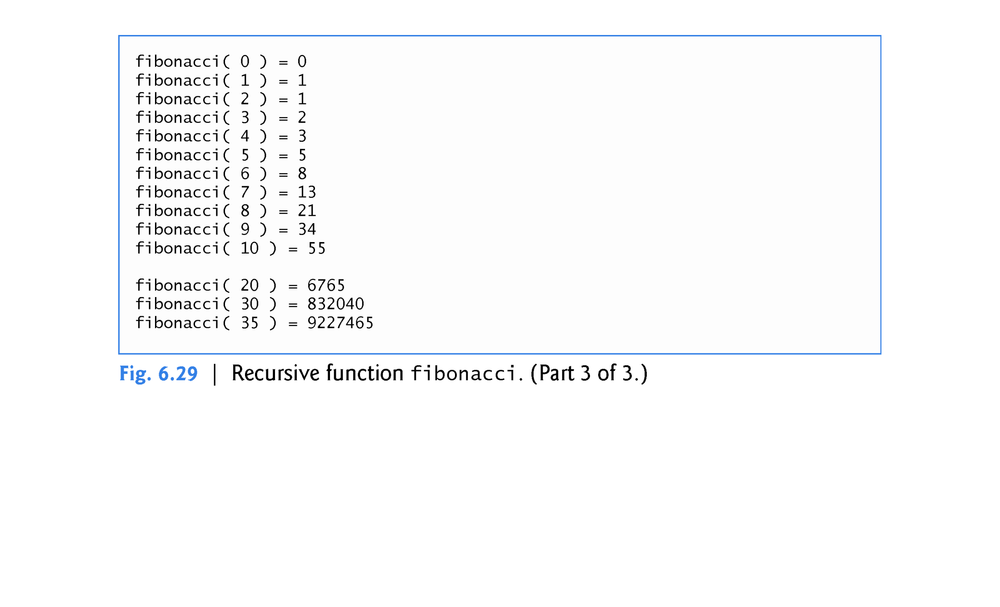 fibonacci( 0 ) = 0
fibonacci( 1 ) = 1
fibonacci( 2 ) = 1
fibonacci( 3 ) = 2
fibonacci( 4 ) = 3
fibonacci( 5 ) = 5
fibonacci( 6 ) = 8
fibonacci( 7 ) = 13
fibonacci( 8 ) = 21
fibonacci( 9 ) = 34
fibonacci( 10 ) = 55
fibonacci( 20 ) = 6765
fibonacci( 30 ) = 832040
fibonacci( 35 ) = 9227465
Fig. 6.29 | Recursive function fibonacci. (Part 3 of 3.)